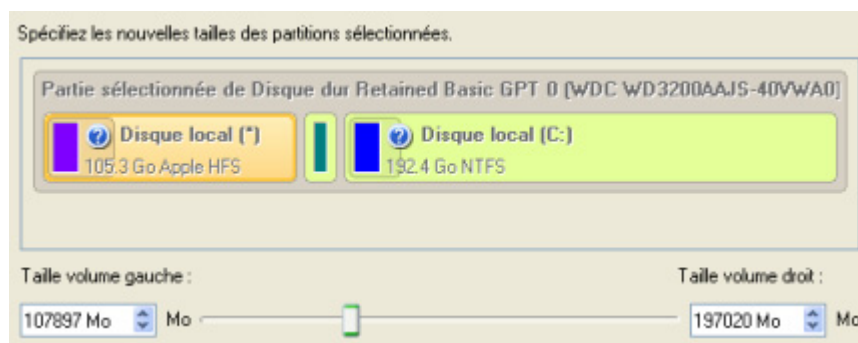 Spécifiez les nouvelles tailles des partitions sélectionnées.
Partie sélectionnée de Disque dur Retained Basic GPT 0 [WDC WD3200AAJS-40VWA0]
Disque local (*)
105.3 Go Apple HFS
Disque local (C:)
192.4 Go NTFS
Taille volume gauche :
Taille volume droit :
107897 Mo Mo
197020 Mo Mo